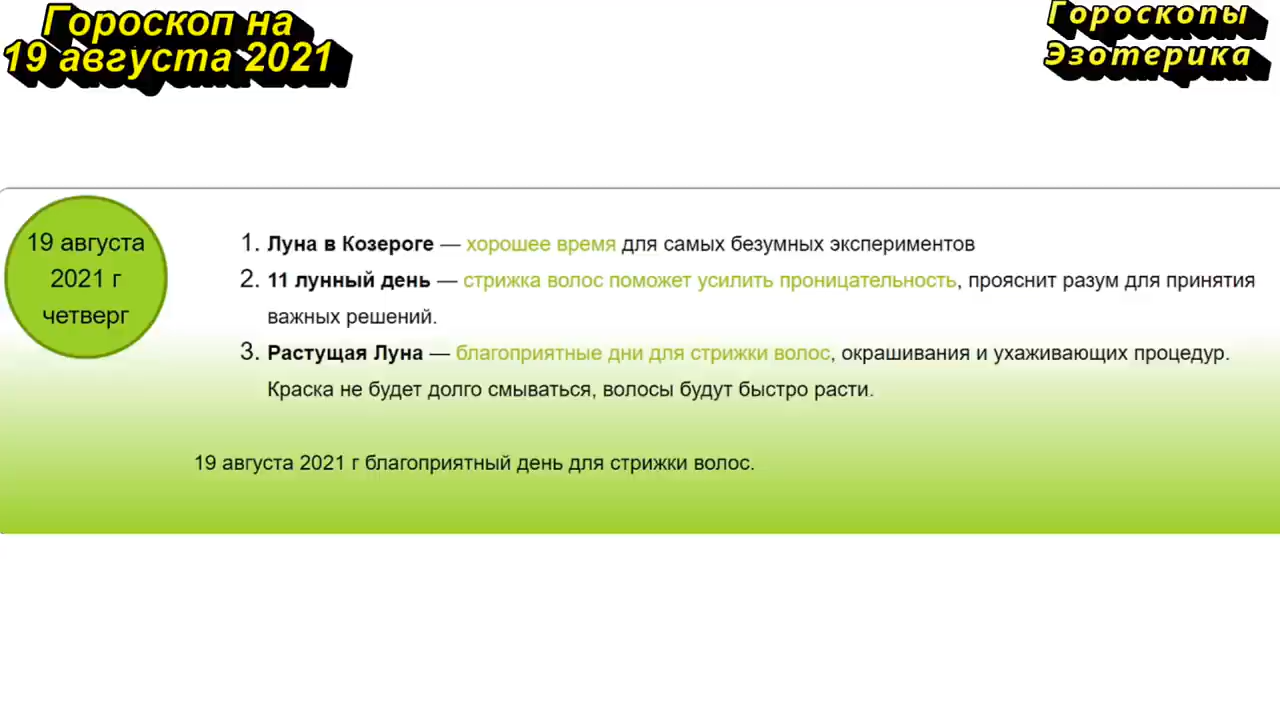 Гороскоп на
19 августа 2021
Гороскопы
Эзотерика
19 августа
2021 г
четверг
1. Луна в Козероге — хорошее время для самых безумных экспериментов
2. 11 лунный день — стрижка волос поможет усилить проницательность, прояснит разум для принятия
важных решений.
3. Растущая Луна — благоприятные дни для стрижки волос, окрашивания и ухаживающих процедур.
Краска не будет долго смываться, волосы будут быстро расти.
19 августа 2021 г благоприятный день для стрижки волос.